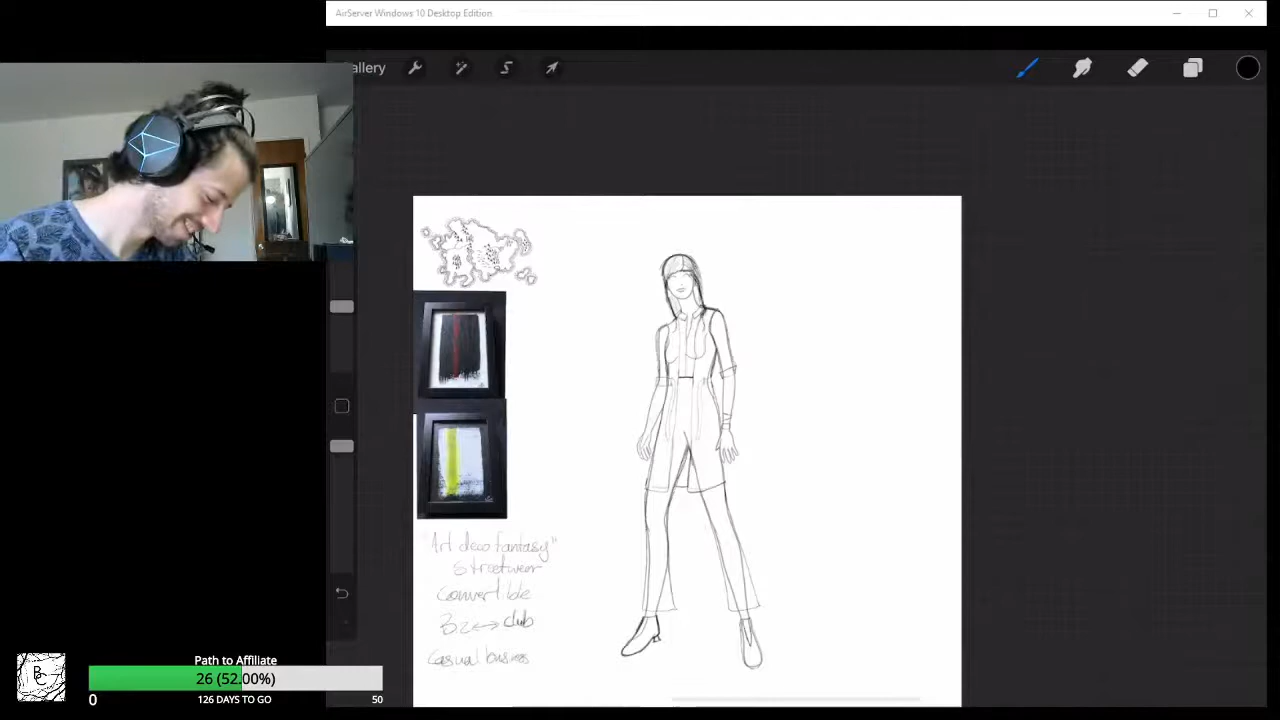 AirServer Windows 10 Desktop Edition
allery
"Art deco fantasy"
streetwear
convertible
Bz ↔ club
casual business
Path to Affiliate
26 (52.00%)
0
126 DAYS TO GO
50